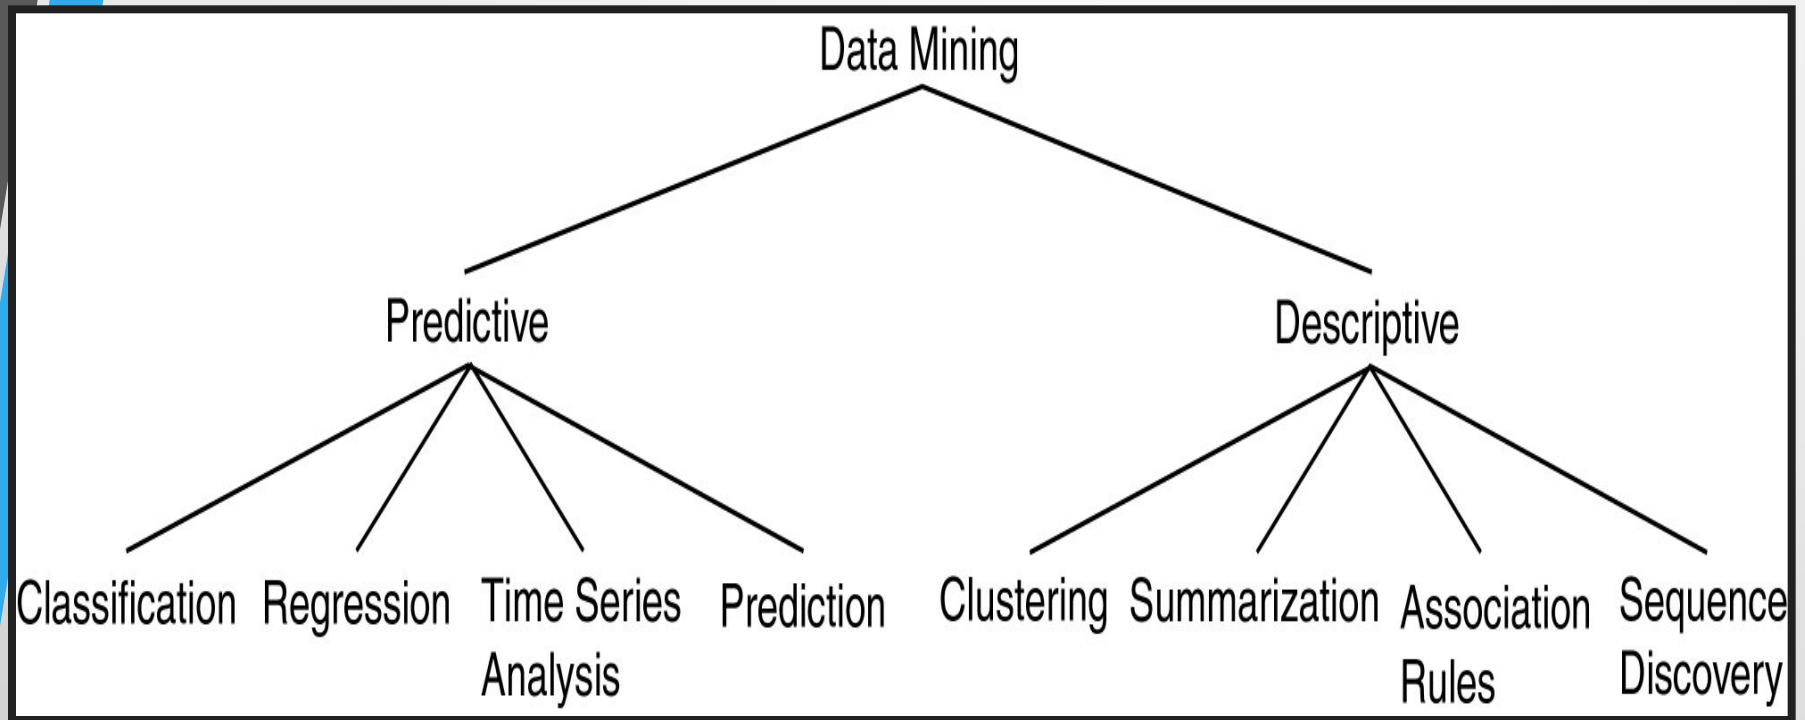 Data Mining
Predictive
Descriptive
Classification
Regression
Time Series
Analysis
Prediction
Clustering
Summarization
Association
Rules
Sequence
Discovery